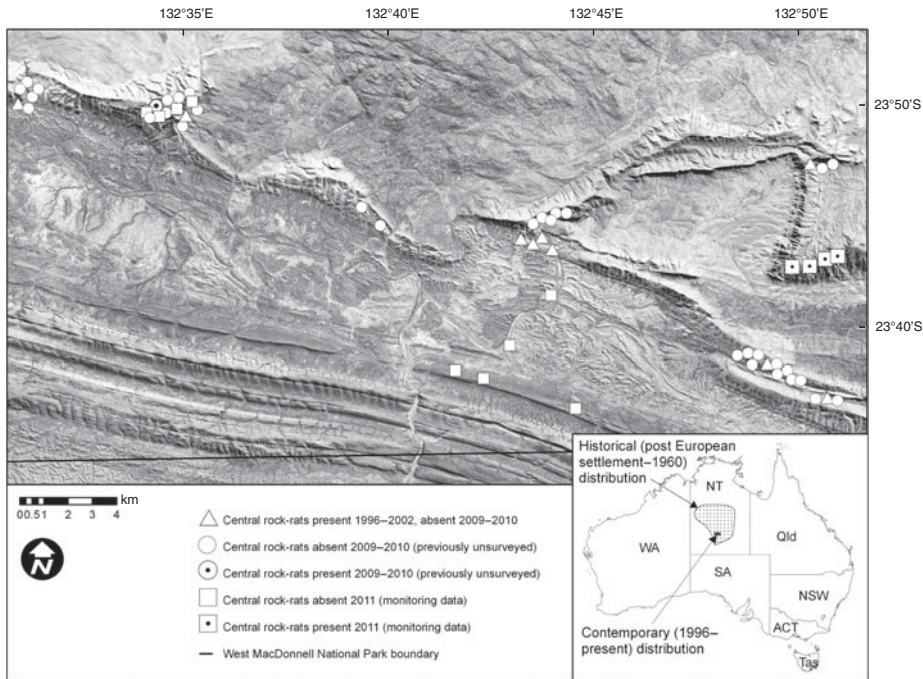 132°35'E
132°40'E
132°45'E
132°50'E
23°50'S
23°40'S
00.51 2 3 4 km
N
Central rock-rats present 1996–2002, absent 2009–2010
Central rock-rats absent 2009–2010 (previously unsurveyed)
Central rock-rats present 2009–2010 (previously unsurveyed)
Central rock-rats absent 2011 (monitoring data)
Central rock-rats present 2011 (monitoring data)
West MacDonnell National Park boundary
Historical (post European
settlement–1960)
distribution
NT
WA
Qld
SA
NSW
ACT
Tas
Contemporary (1996–
present) distribution